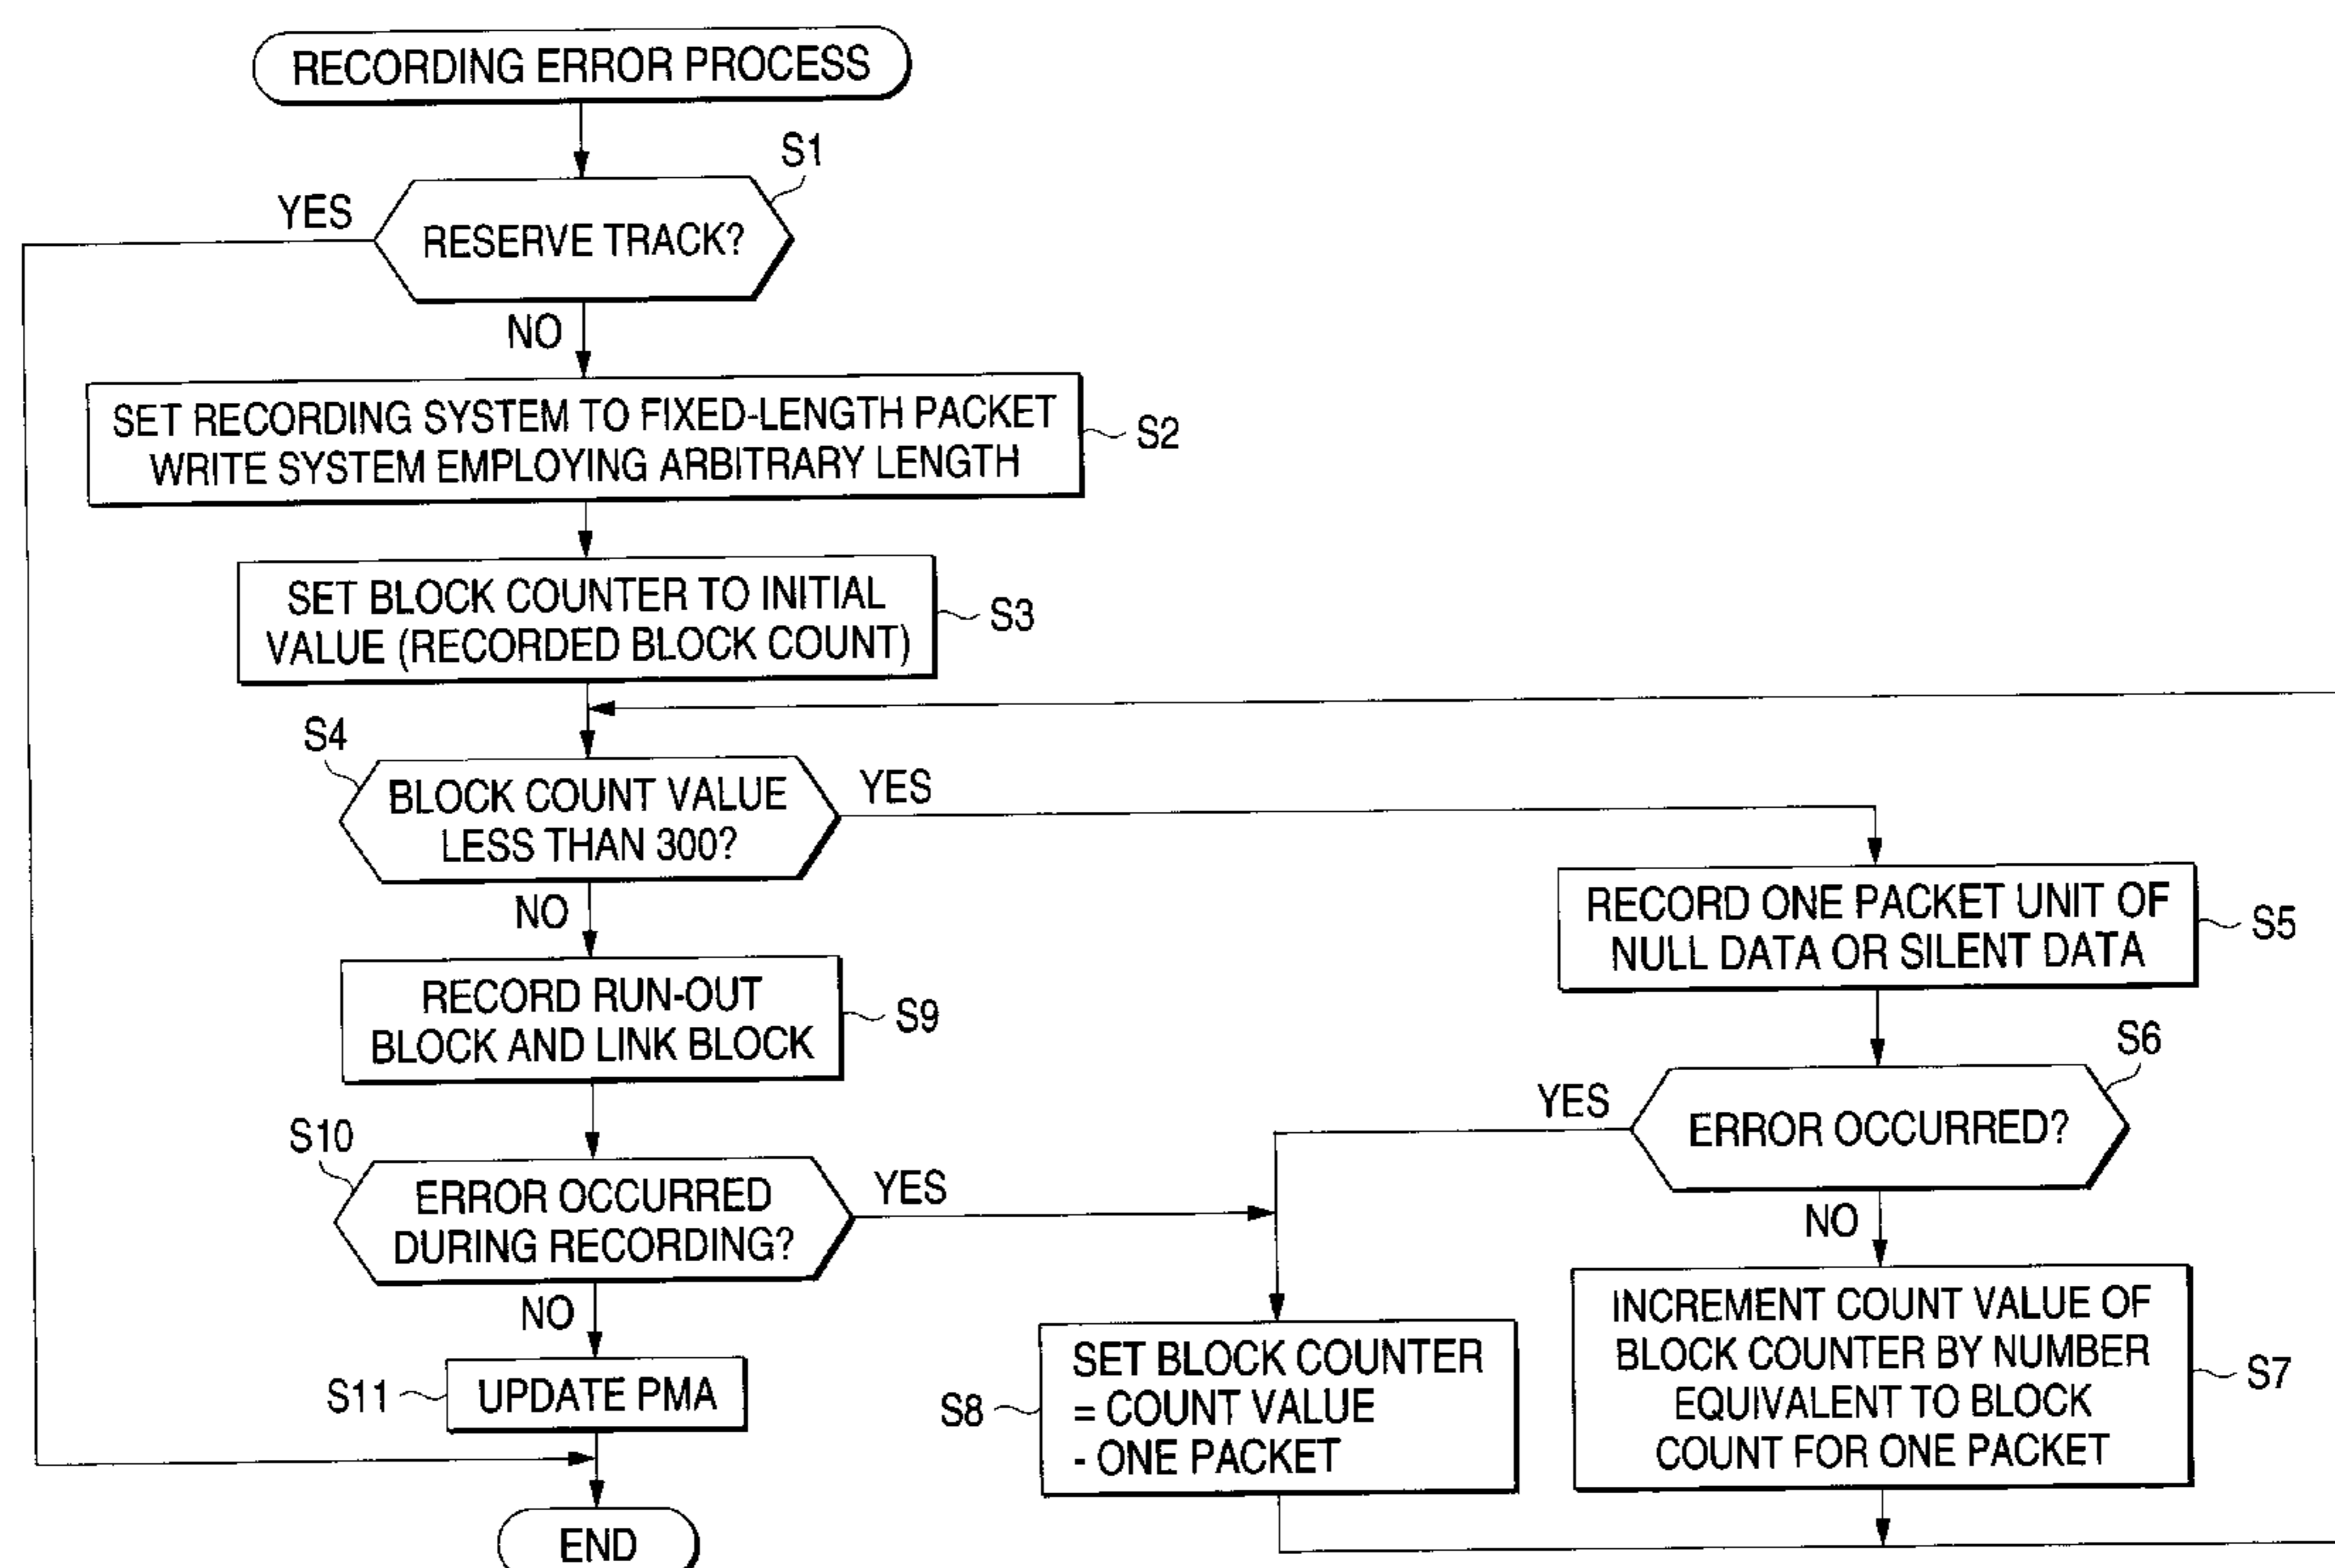 RECORDING ERROR PROCESS
S1
YES
RESERVE TRACK?
NO
SET RECORDING SYSTEM TO FIXED-LENGTH PACKET
WRITE SYSTEM EMPLOYING ARBITRARY LENGTH
S2
SET BLOCK COUNTER TO INITIAL
VALUE (RECORDED BLOCK COUNT)
S3
S4
BLOCK COUNT VALUE
LESS THAN 300?
YES
NO
RECORD ONE PACKET UNIT OF
NULL DATA OR SILENT DATA
S5
RECORD RUN-OUT
BLOCK AND LINK BLOCK
S9
S6
YES
ERROR OCCURRED?
NO
S10
ERROR OCCURRED
DURING RECORDING?
YES
NO
INCREMENT COUNT VALUE OF
BLOCK COUNTER BY NUMBER
EQUIVALENT TO BLOCK
COUNT FOR ONE PACKET
S7
SET BLOCK COUNTER
= COUNT VALUE
- ONE PACKET
S8
S11
UPDATE PMA
END